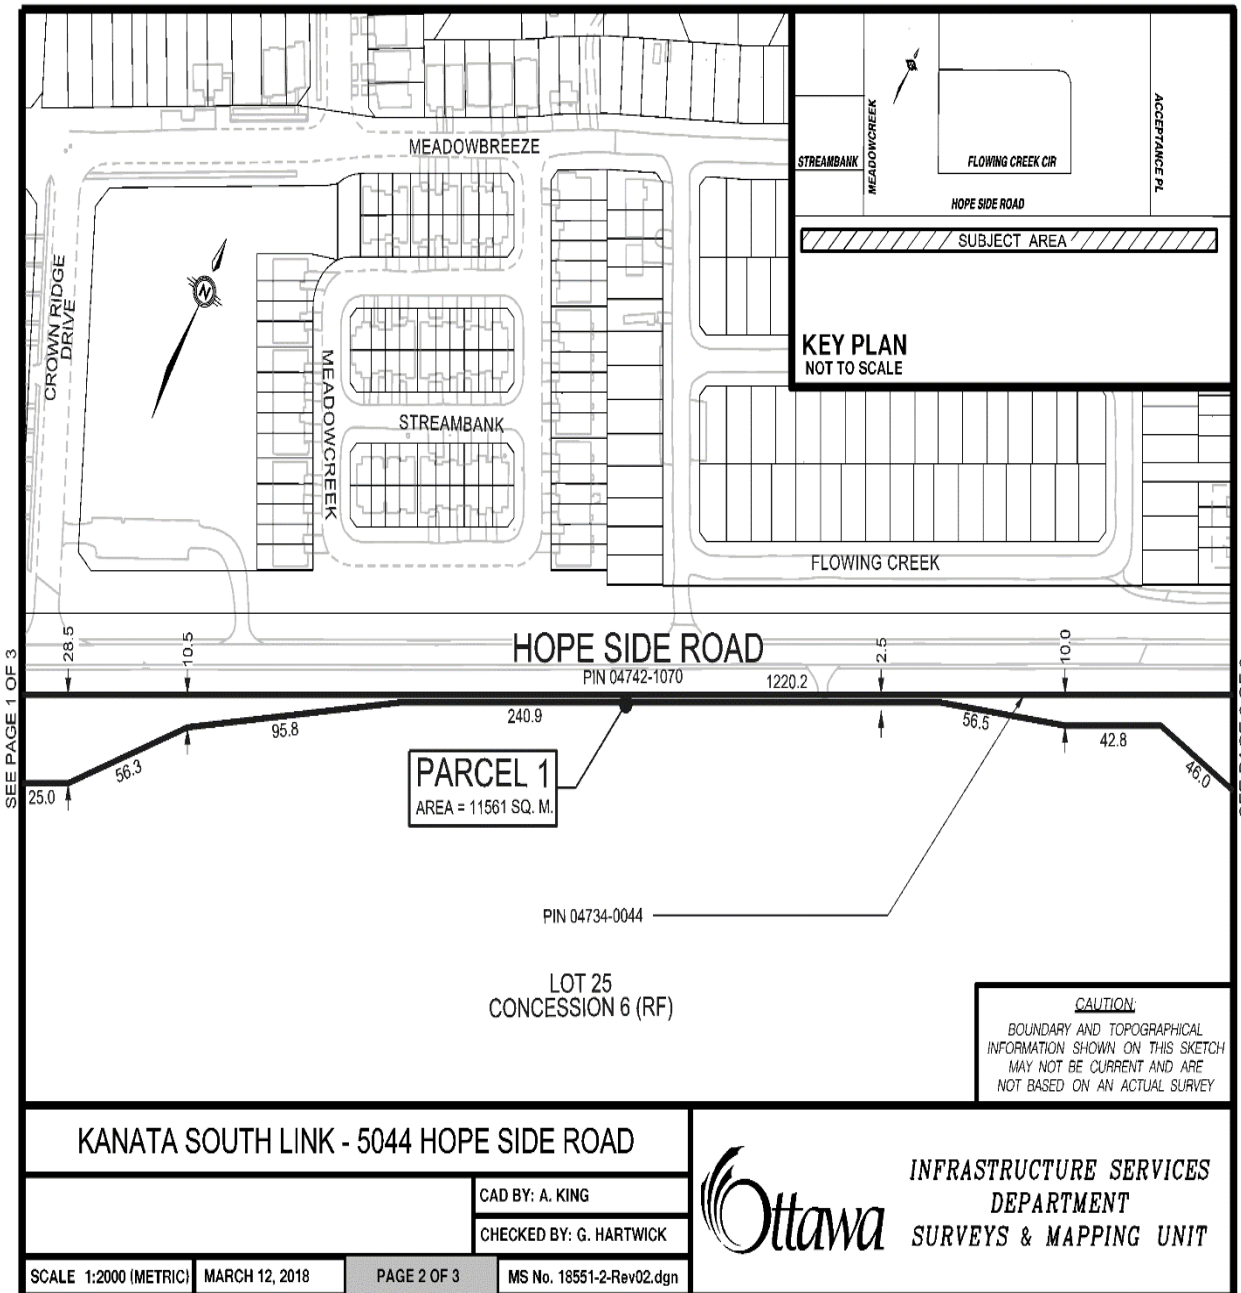 MEADOWBREEZE
CROWN RIDGE
DRIVE
N
MEADOWCREEK
STREAMBANK
FLOWING CREEK
STREAMBANK
MEADOWCREEK
FLOWING CREEK CIR
ACCEPTANCE PL
HOPE SIDE ROAD
SUBJECT AREA
KEY PLAN
NOT TO SCALE
SEE PAGE 1 OF 3
28.5
10.5
HOPE SIDE ROAD
PIN 04742-1070
1220.2
2.5
10.0
25.0
56.3
95.8
240.9
56.5
42.8
46.0
PARCEL 1
AREA = 11561 SQ. M.
PIN 04734-0044
LOT 25
CONCESSION 6 (RF)
CAUTION:
BOUNDARY AND TOPOGRAPHICAL
INFORMATION SHOWN ON THIS SKETCH
MAY NOT BE CURRENT AND ARE
NOT BASED ON AN ACTUAL SURVEY
KANATA SOUTH LINK - 5044 HOPE SIDE ROAD
CAD BY: A. KING
CHECKED BY: G. HARTWICK
SCALE 1:2000 (METRIC)
MARCH 12, 2018
PAGE 2 OF 3
MS No. 18551-2-Rev02.dgn
Ottawa
INFRASTRUCTURE SERVICES
DEPARTMENT
SURVEYS & MAPPING UNIT